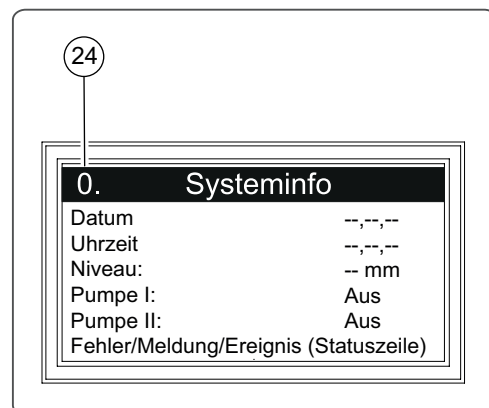 24
0. Systeminfo
Datum --,--,--
Uhrzeit --,--,--
Niveau: -- mm
Pumpe I: Aus
Pumpe II: Aus
Fehler/Meldung/Ereignis (Statuszeile)